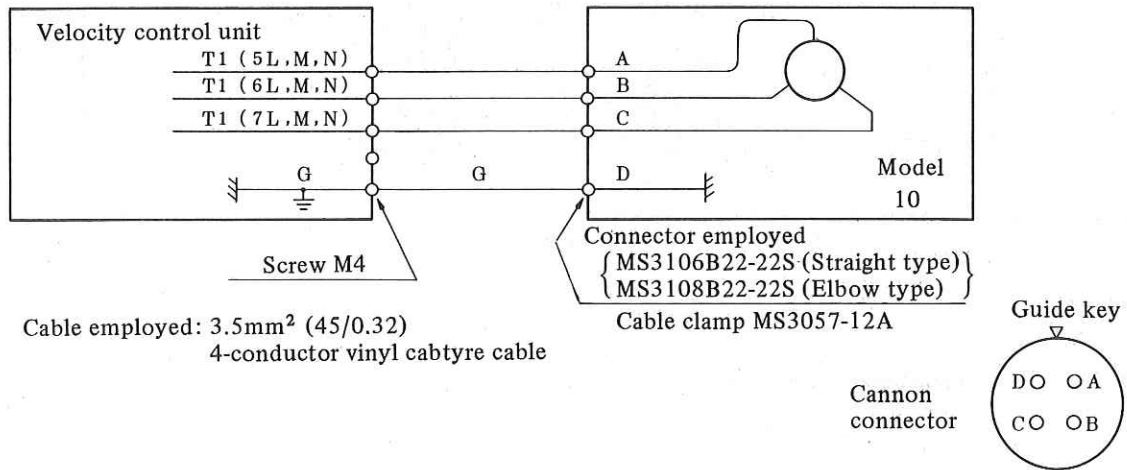 Velocity control unit
T1 (5L,M,N)
A
T1 (6L,M,N)
B
T1 (7L,M,N)
C
G
G
D
Model
10
Screw M4
Connector employed
{MS3106B22-22S (Straight type)}
{MS3108B22-22S (Elbow type)}
Cable clamp MS3057-12A
Cable employed: 3.5mm² (45/0.32)
4-conductor vinyl cabtyre cable
Guide key
Cannon
connector
D A
C B